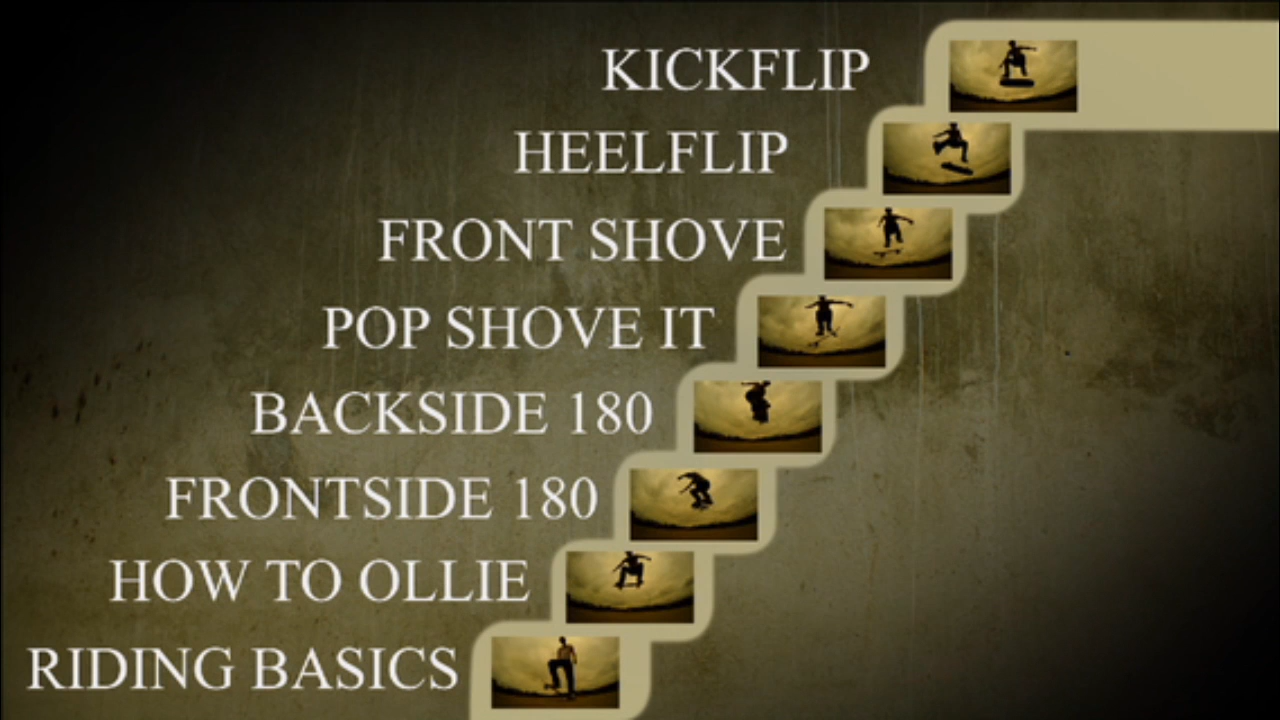 KICKFLIP
HEELFLIP
FRONT SHOVE
POP SHOVE IT
BACKSIDE 180
FRONTSIDE 180
HOW TO OLLIE
RIDING BASICS